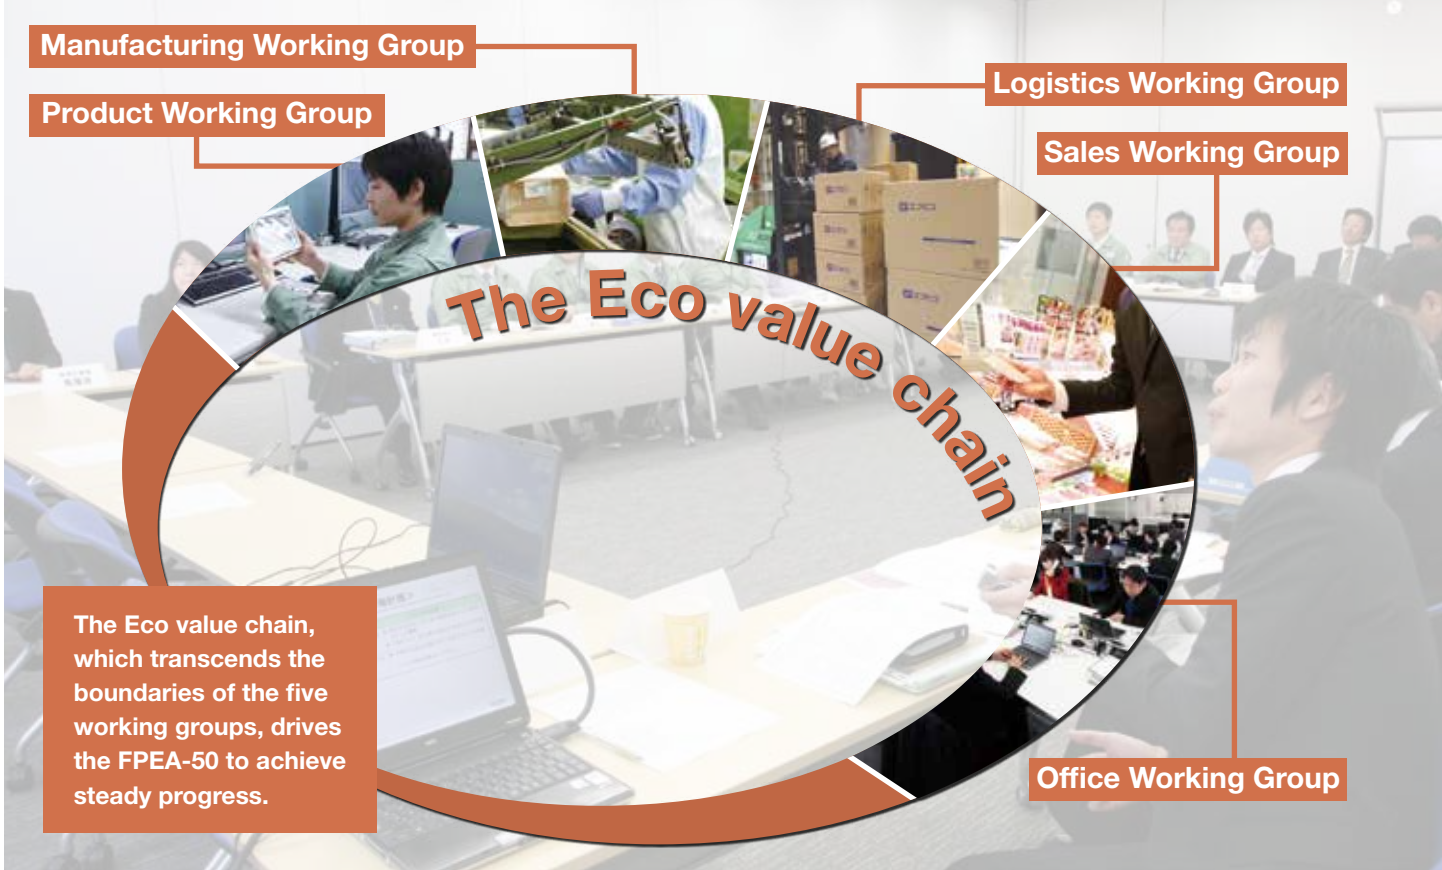 Manufacturing Working Group
Product Working Group
Logistics Working Group
Sales Working Group
The Eco value chain
The Eco value chain,
which transcends the
boundaries of the five
working groups, drives
the FPEA-50 to achieve
steady progress.
Office Working Group